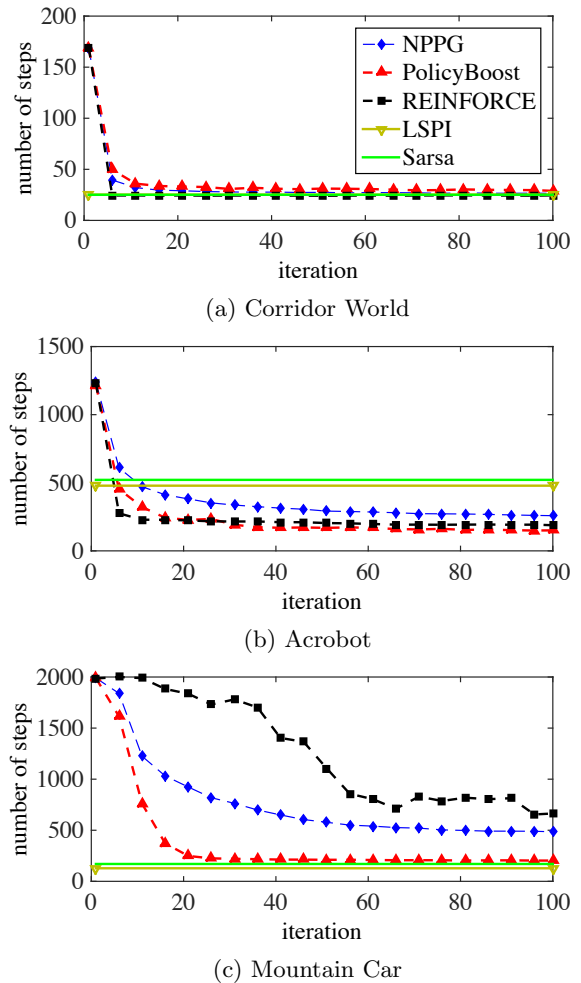 200
150
100
50
0
number of steps
NPPG
PolicyBoost
REINFORCE
LSPI
Sarsa
0 20 40 60 80 100
iteration
(a) Corridor World
1500
1000
500
0
number of steps
0 20 40 60 80 100
iteration
(b) Acrobot
2000
1500
1000
500
0
number of steps
0 20 40 60 80 100
iteration
(c) Mountain Car